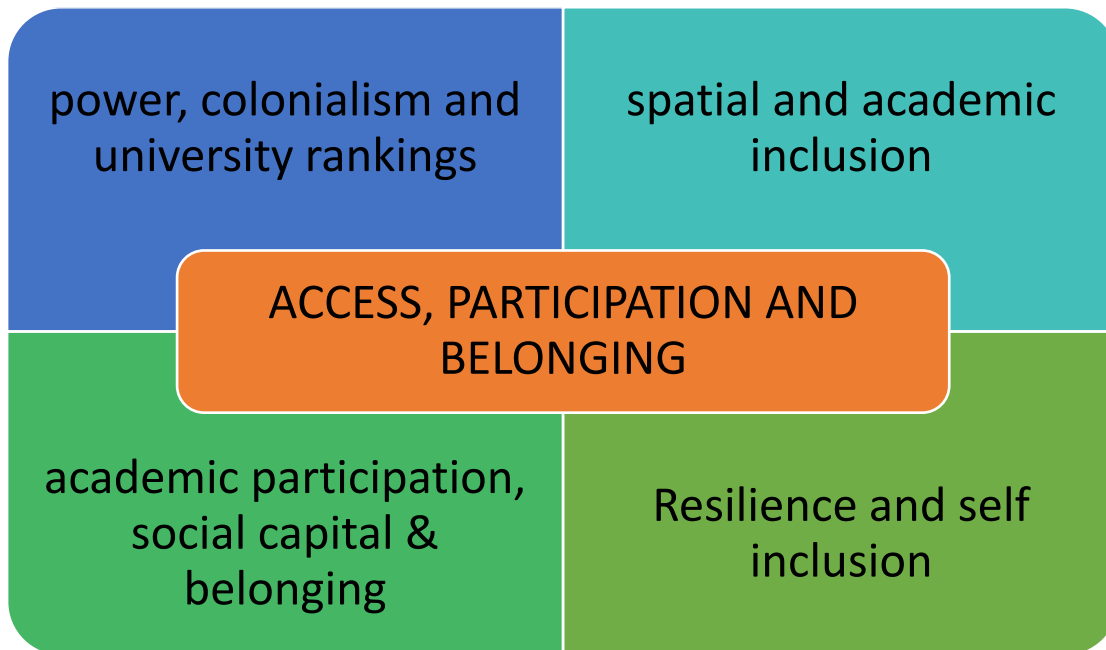 power, colonialism and
university rankings
spatial and academic
inclusion
ACCESS, PARTICIPATION AND
BELONGING
academic participation,
social capital &
belonging
Resilience and self
inclusion